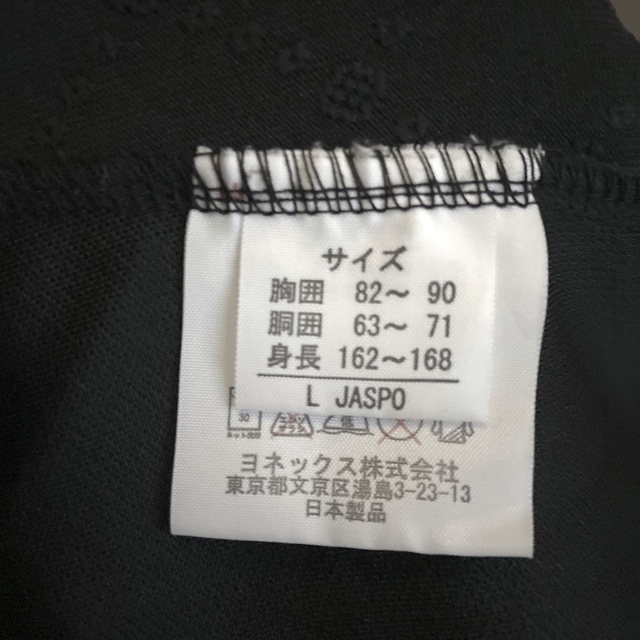 サイズ
胸囲 82～ 90
胴囲 63～ 71
身長 162～168
L JASPO
30
ヨネックス株式会社
東京都文京区湯島3-23-13
日本製品